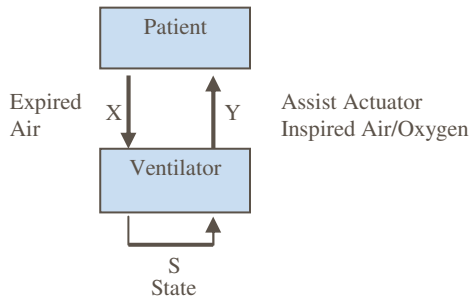 Patient
Expired
Air
X
Y
Assist Actuator
Inspired Air/Oxygen
Ventilator
S
State